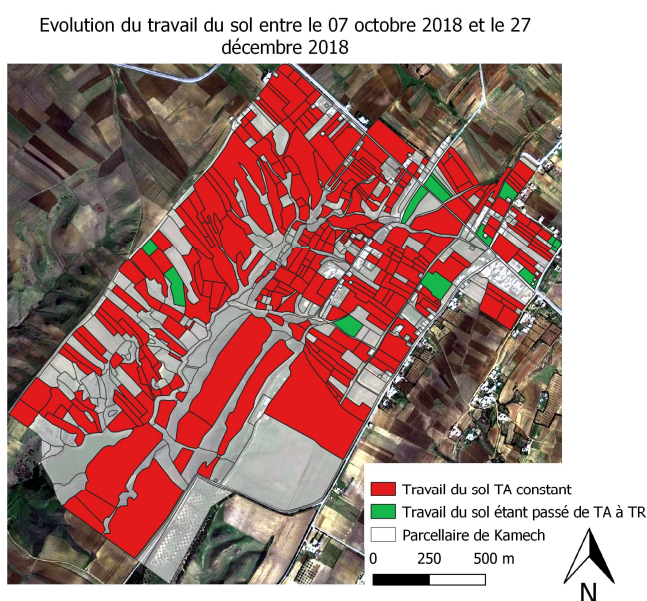 Evolution du travail du sol entre le 07 octobre 2018 et le 27
décembre 2018
Travail du sol TA constant
Travail du sol étant passé de TA à TR
Parcellaire de Kamech
0 250 500 m
N